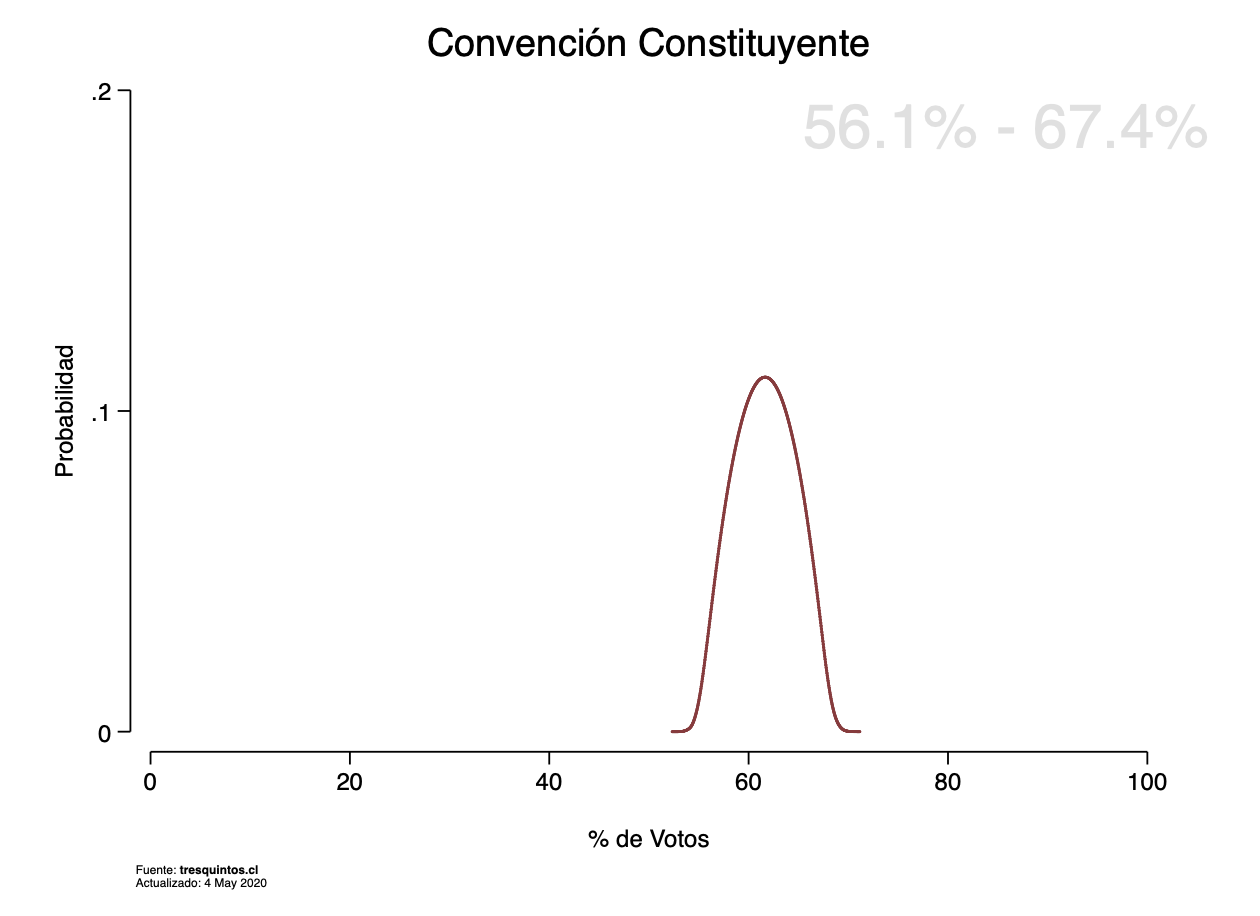 Convención Constituyente
56.1% - 67.4%
.2
.1
0
Probabilidad
0 20 40 60 80 100
% de Votos
Fuente: tresquintos.cl
Actualizado: 4 May 2020